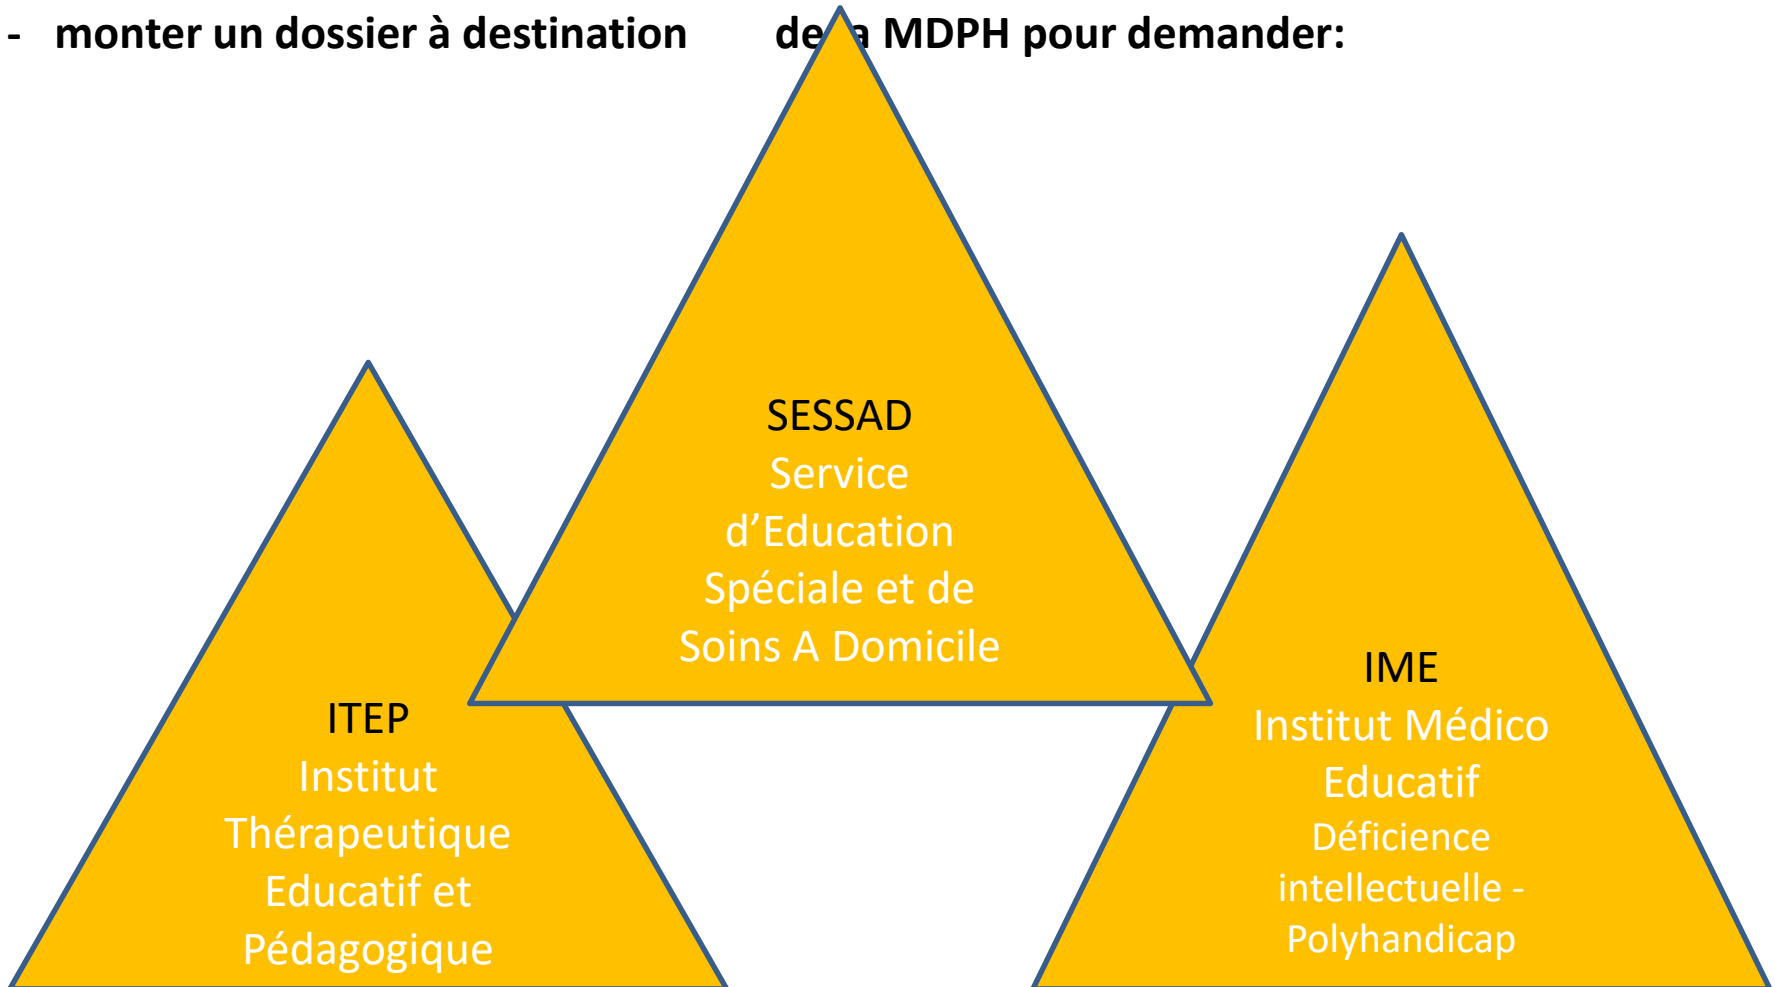 - monter un dossier à destination de la MDPH pour demander:
SESSAD
Service
d’Education
Spéciale et de
Soins A Domicile
ITEP
Institut
Thérapeutique
Educatif et
Pédagogique
IME
Institut Médico
Educatif
Déficience
intellectuelle -
Polyhandicap